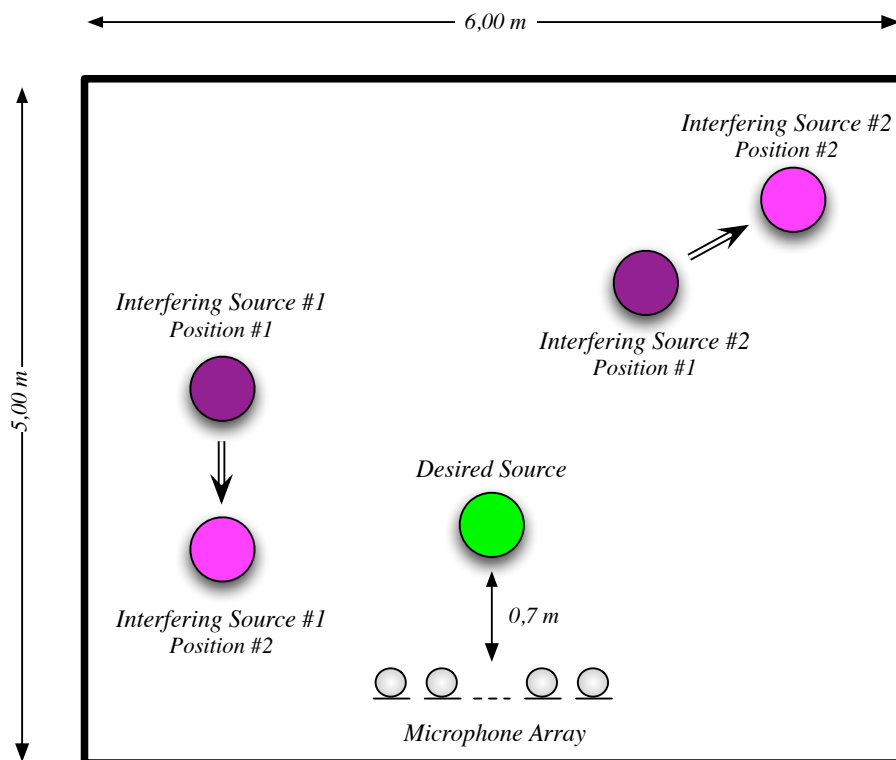 6,00 m
Interfering Source #2
Position #2
Interfering Source #1
Position #1
Interfering Source #2
Position #1
5,00 m
Desired Source
0,7 m
Interfering Source #1
Position #2
Microphone Array